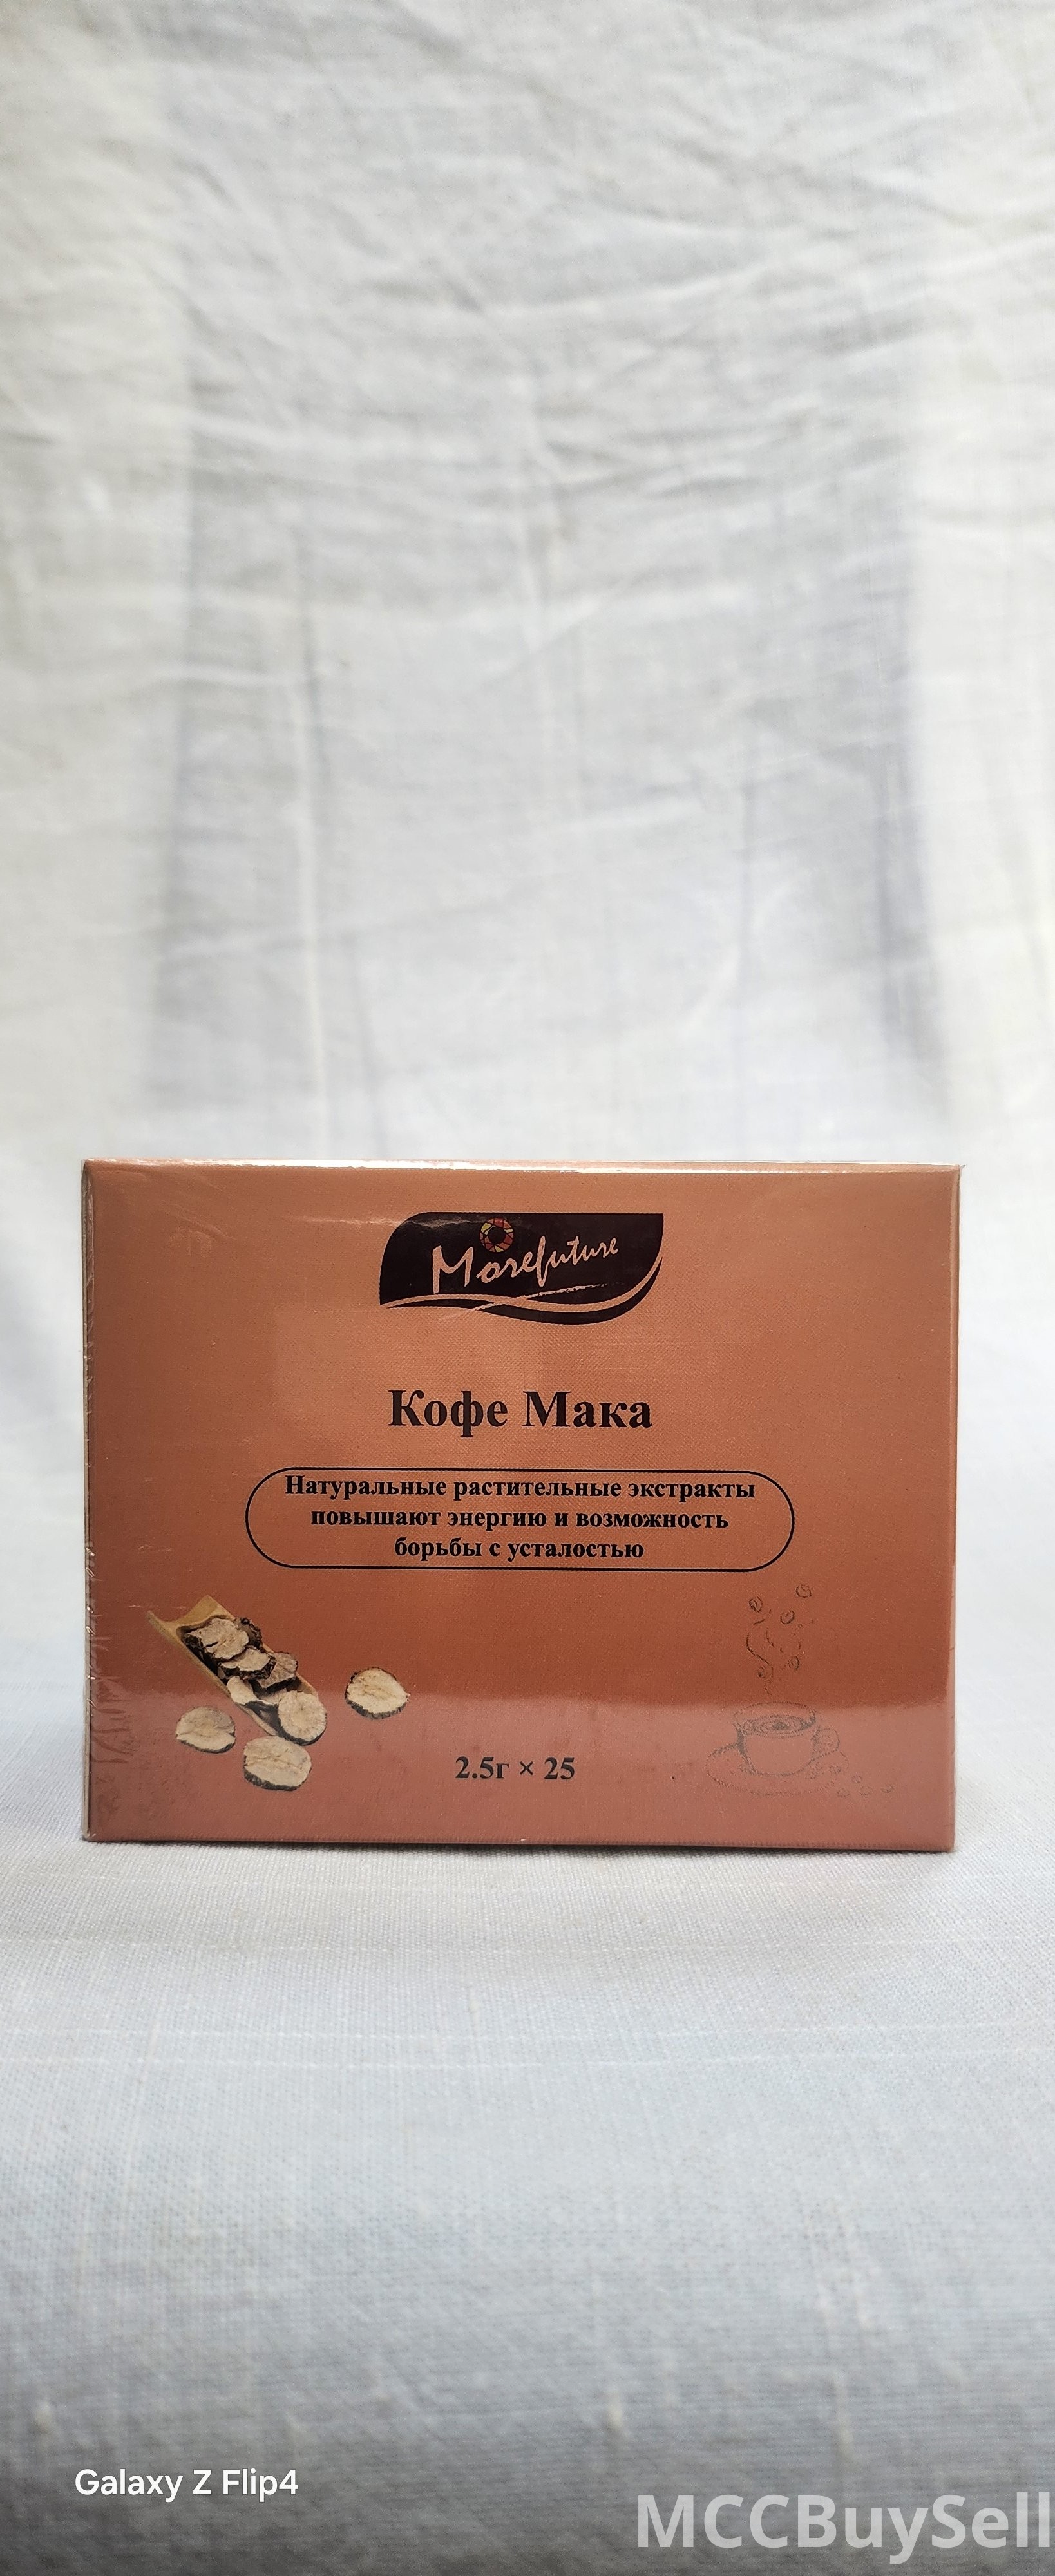 Morefuture
Кофе Мака
Натуральные растительные экстракты
повышают энергию и возможность
борьбы с усталостью
2.5г × 25
Galaxy Z Flip4
MCCBuySell